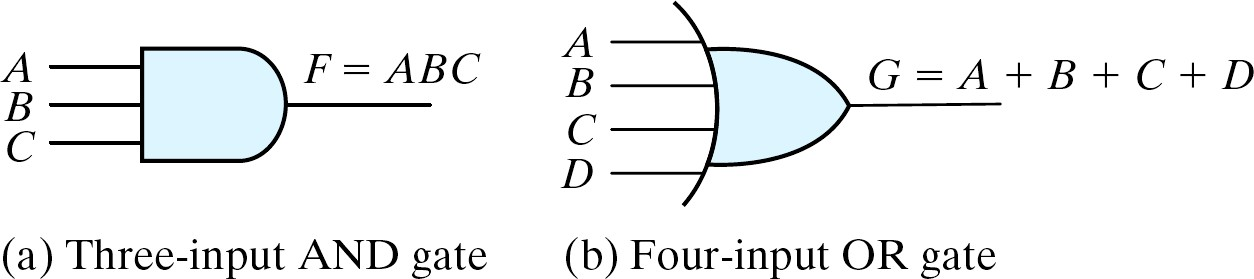 A
B
C
F = ABC
(a) Three-input AND gate
A
B
C
D
G = A + B + C + D
(b) Four-input OR gate